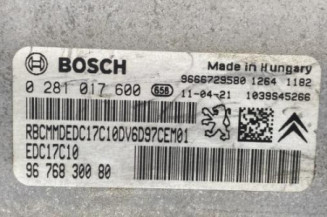 BOSCH
Made in Hungary
9666729580 1264 1182
0 281 017 600 656 11-04-21 1039S45266
RBCMMDEDC17C10DV6D97CEM01
EDC17C10
96 768 300 80